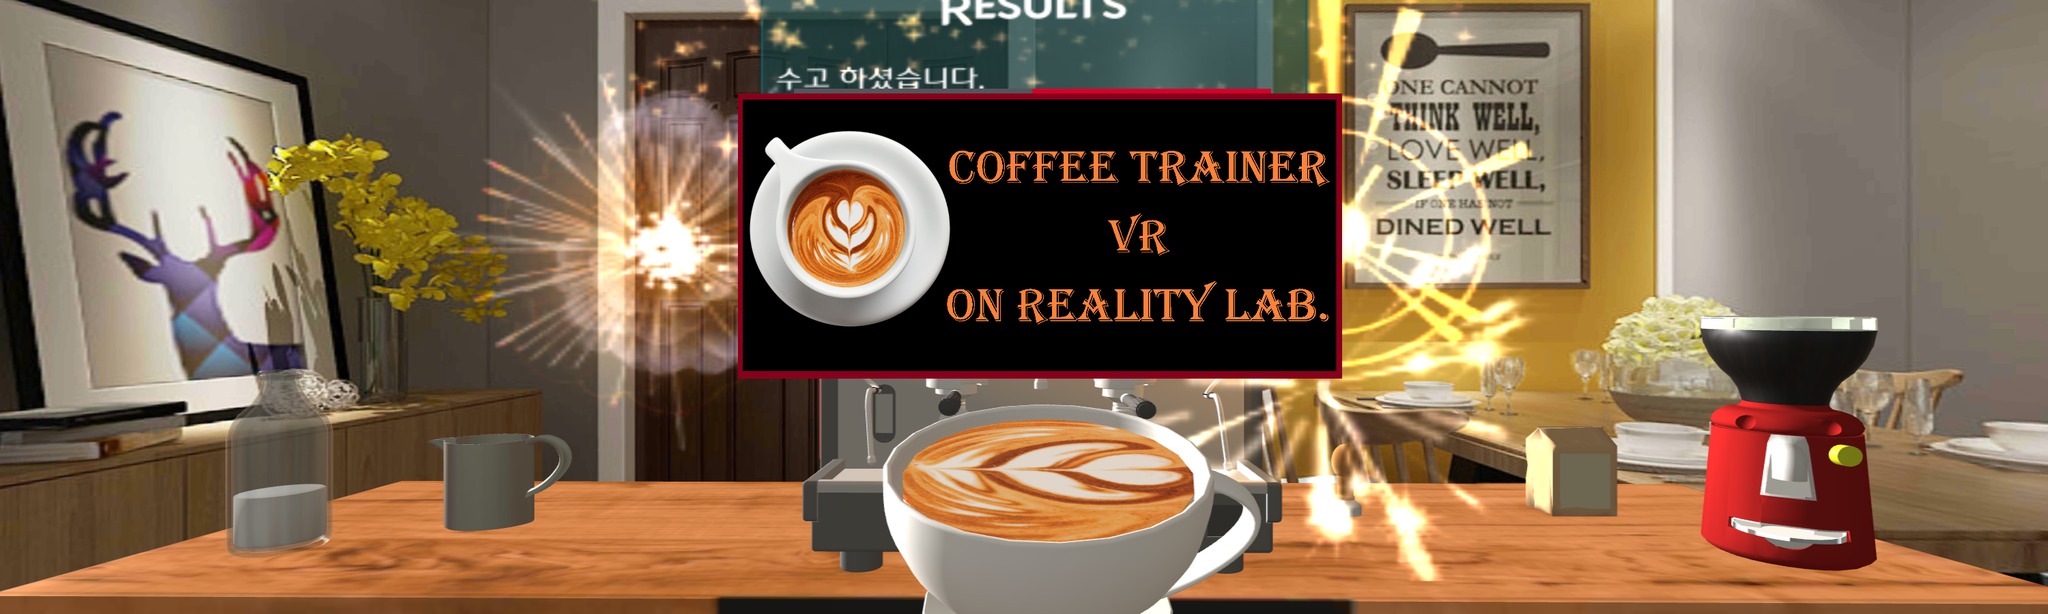 RESULTS
수고 하셨습니다.
COFFEE TRAINER
VR
ON REALITY LAB.
ONE CANNOT
THINK WELL,
LOVE WELL,
SLEEP WELL,
IF ONE HAS NOT
DINED WELL